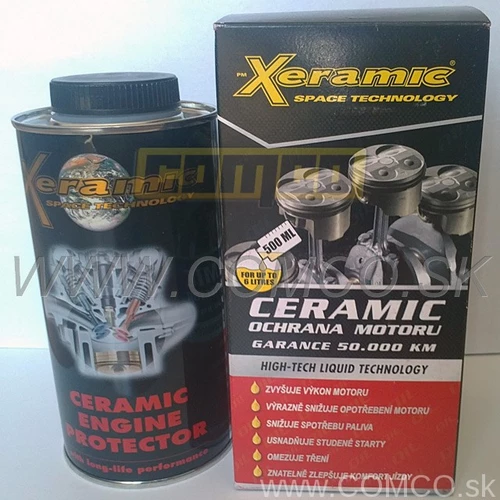 Xeramic
SPACE TECHNOLOGY
CERAMIC
ENGINE
PROTECTOR
with long-life performance
PM Xeramic®
SPACE TECHNOLOGY
500 ML
FOR UP TO
6 LITRES
CERAMIC
OCHRANA MOTORU
GARANCE 50.000 KM
HIGH-TECH LIQUID TECHNOLOGY
ZVYŠUJE VÝKON MOTORU
VÝRAZNĚ SNIŽUJE OPOTŘEBENÍ MOTORU
SNIŽUJE SPOTŘEBU PALIVA
USNADŇUJE STUDENÉ STARTY
OMEZUJE TŘENÍ
ZNATELNĚ ZLEPŠUJE KOMFORT JÍZDY
comco
WWW.COMCO.SK
www.COMCO.sk